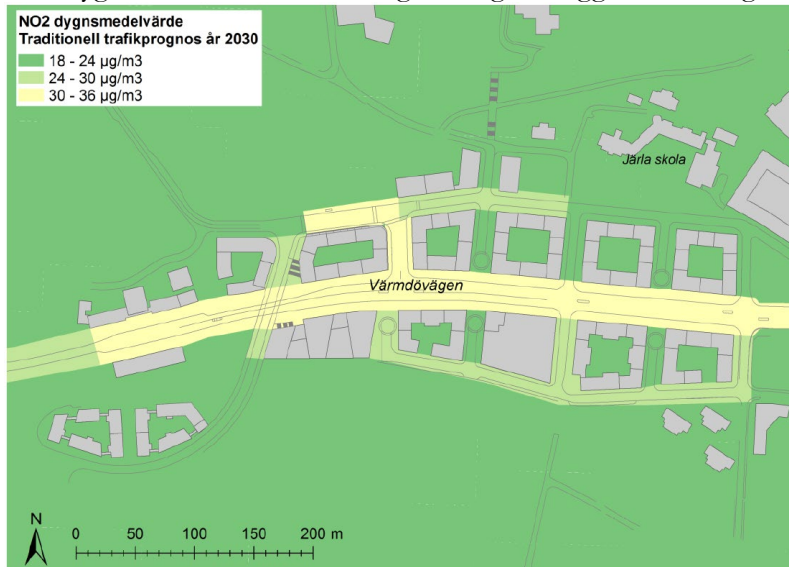 NO2 dygnsmedelvärde
Traditionell trafikprognos år 2030
18 - 24 µg/m3
24 - 30 µg/m3
30 - 36 µg/m3
Järla skola
Värmdövägen
N
0 50 100 150 200 m